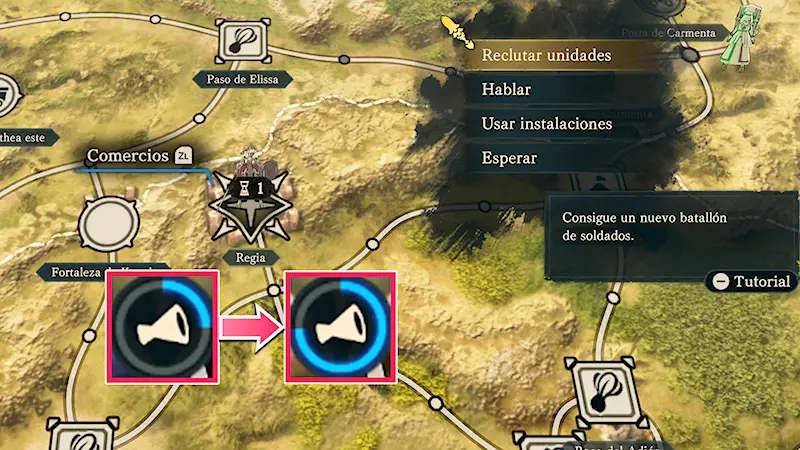 Reclutar unidades
Posta de Carmenta
Hablar
Usar instalaciones
Esperar
Paso de Elissa
thea este
Comercios ZL
1
Regia
Fortaleza de
Consigue un nuevo batallón
de soldados.
Tutorial